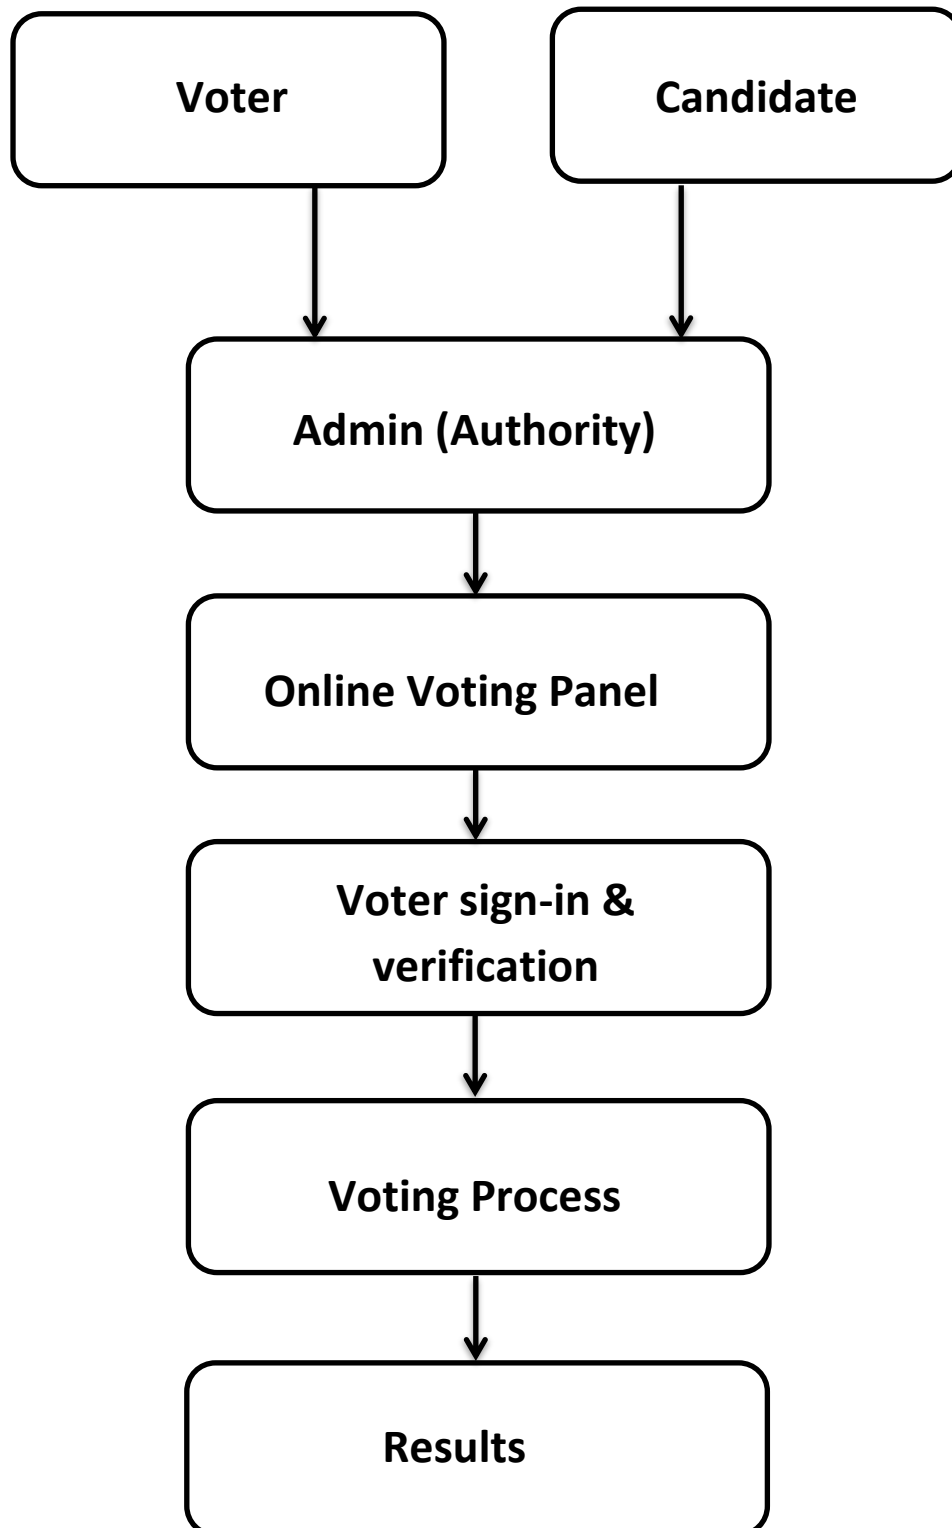 Voter
Candidate
Admin (Authority)
Online Voting Panel
Voter sign-in &
verification
Voting Process
Results